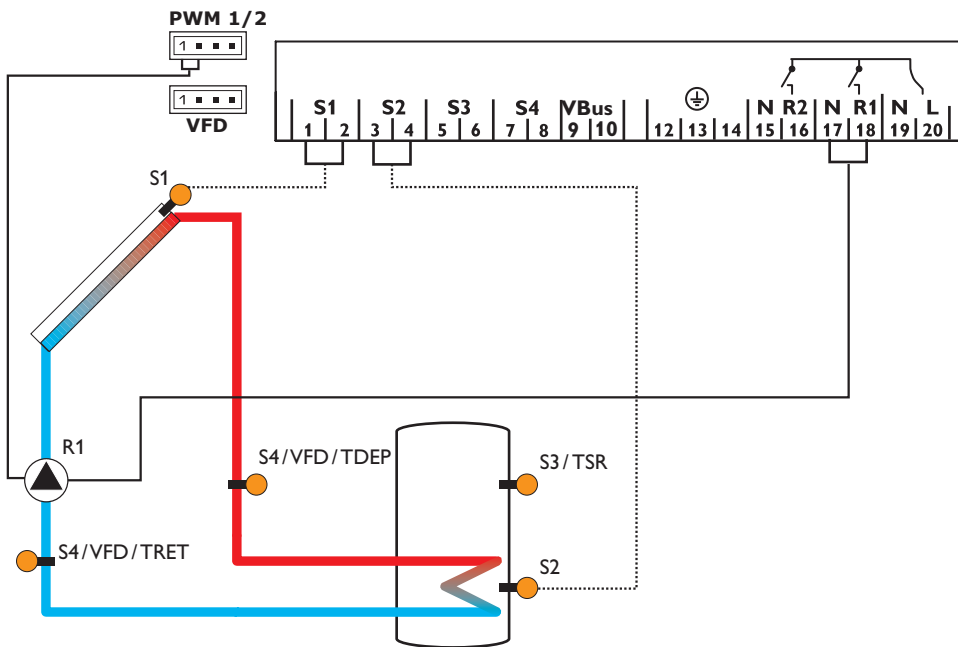 PWM 1/2
1
1
VFD
S1 S2 S3 S4 VBus N R2 N R1 N L
1 2 3 4 5 6 7 8 9 10 12 13 14 15 16 17 18 19 20
S1
R1
S4/VFD/TDEP
S3/TSR
S4/VFD/TRET
S2